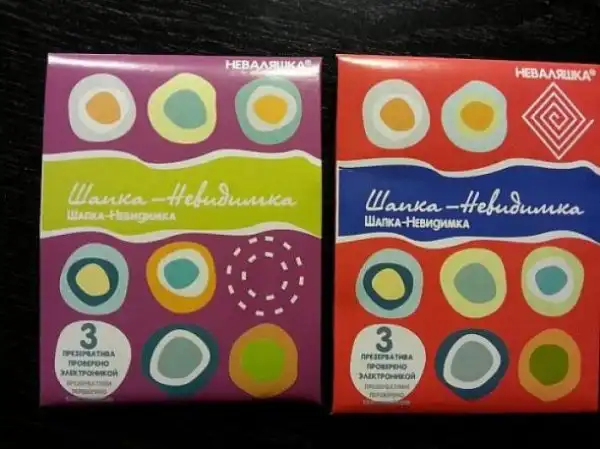 НЕВАЛЯШКА®
Шапка-Невидимка
Шапка-Невидимка
3
ПРЕЗЕРВАТИВА
ПРОВЕРЕНО
ЭЛЕКТРОНИКОЙ
НЕВАЛЯШКА®
Шапка-Невидимка
Шапка-Невидимка
3
ПРЕЗЕРВАТИВА
ПРОВЕРЕНО
ЭЛЕКТРОНИКОЙ